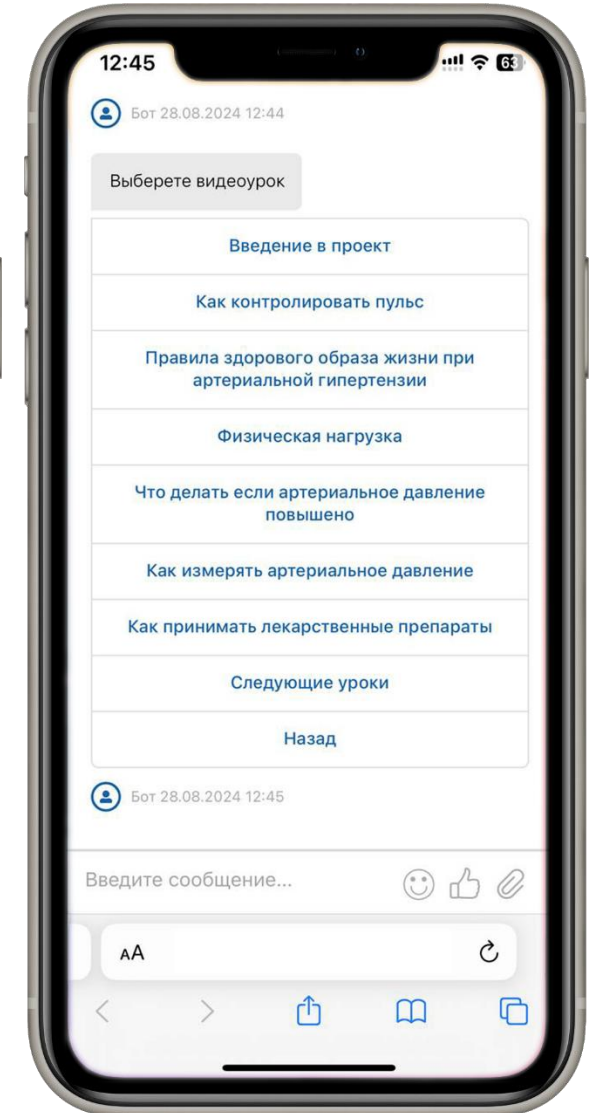 12:45
63
Бот 28.08.2024 12:44
Выберете видеоурок
Введение в проект
Как контролировать пульс
Правила здорового образа жизни при
артериальной гипертензии
Физическая нагрузка
Что делать если артериальное давление
повышено
Как измерять артериальное давление
Как принимать лекарственные препараты
Следующие уроки
Назад
Бот 28.08.2024 12:45
Введите сообщение...
AA